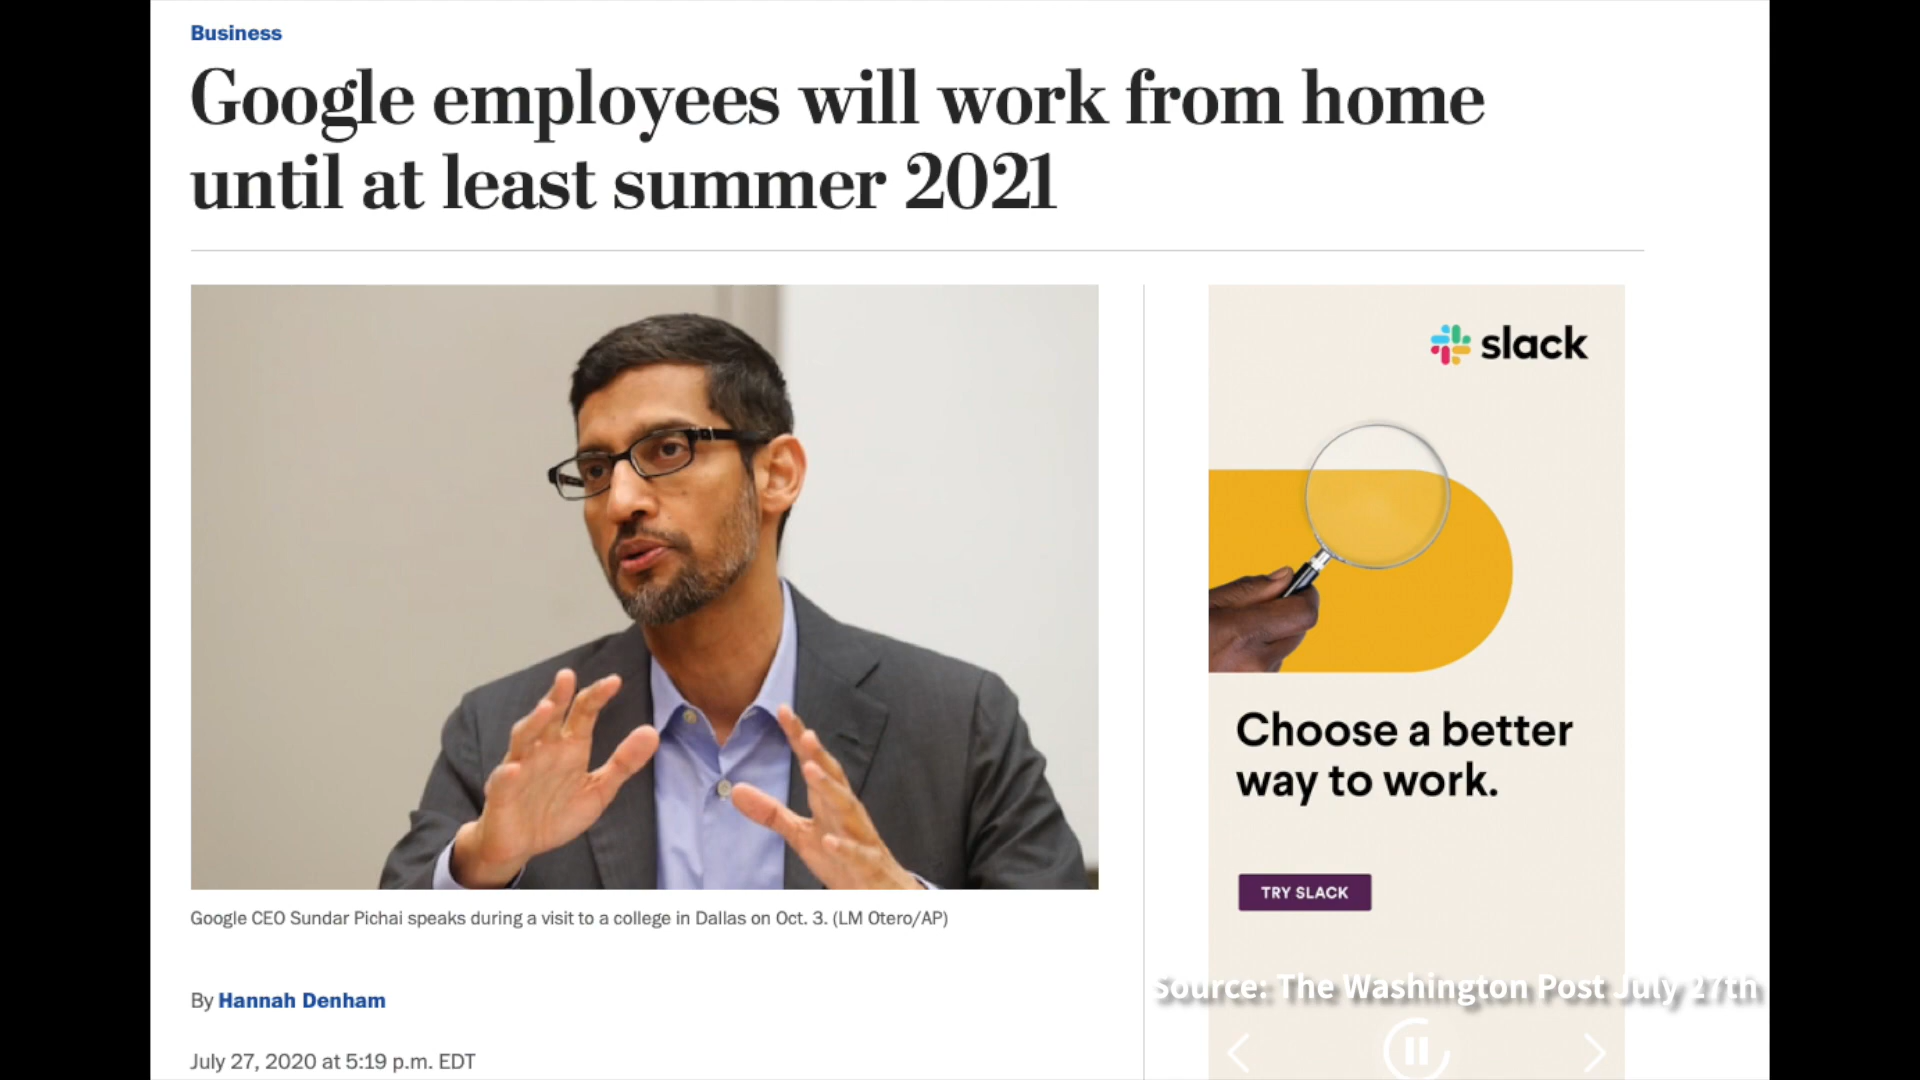 Business
Google employees will work from home
until at least summer 2021
slack
Choose a better
way to work.
TRY SLACK
Google CEO Sundar Pichai speaks during a visit to a college in Dallas on Oct. 3. (LM Otero/AP)
By Hannah Denham
Source: The Washington Post July 27th
July 27, 2020 at 5:19 p.m. EDT